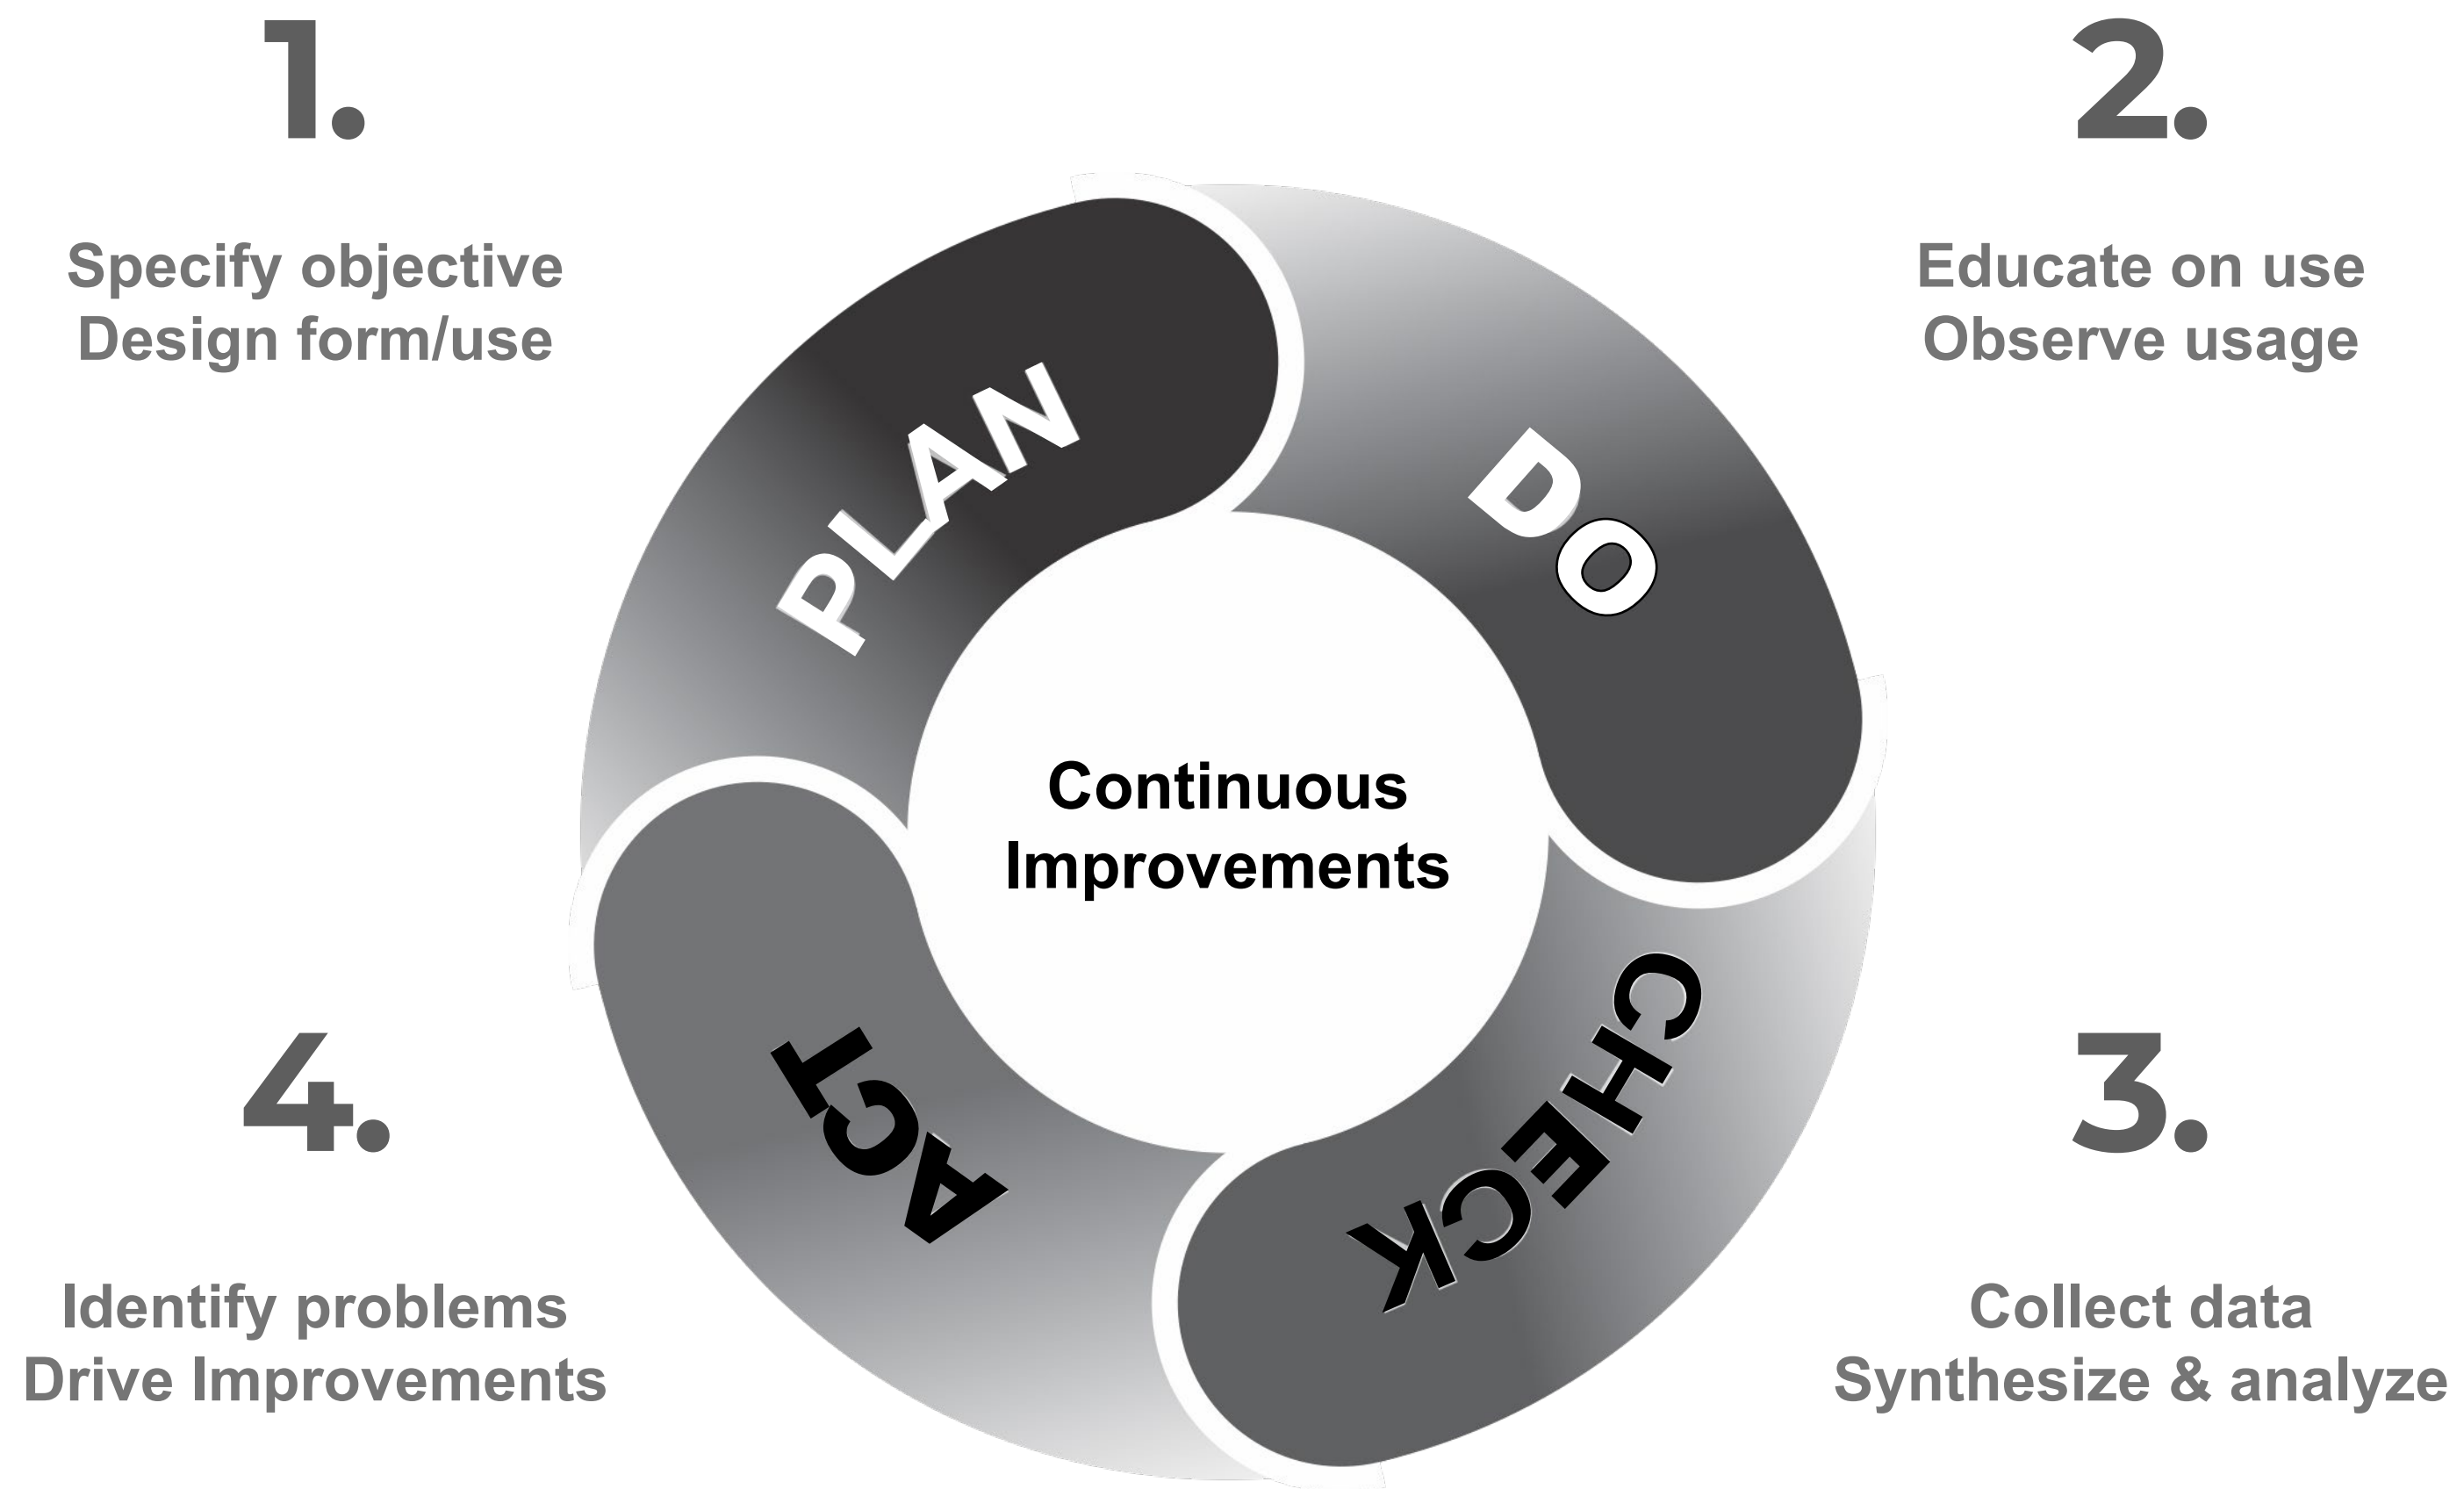 1.
Specify objective
Design form/use
2.
Educate on use
Observe usage
PLAN
DO
Continuous
Improvements
CHECK
ACT
4.
Identify problems
Drive Improvements
3.
Collect data
Synthesize & analyze